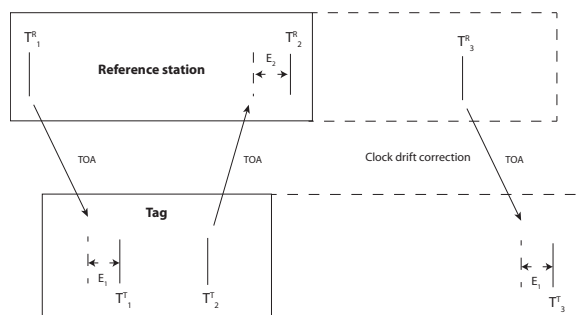 T^R_1
T^R_2
T^R_3
E_2
Reference station
TOA
TOA
Clock drift correction
TOA
Tag
E_1
E_1
T^T_1
T^T_2
T^T_3